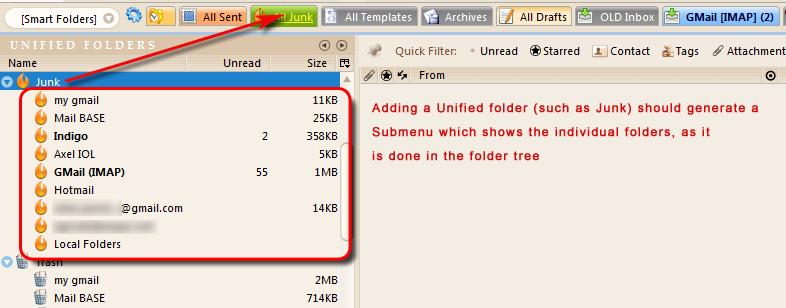 [Smart Folders]
All Sent
All Junk
All Templates
Archives
All Drafts
OLD Inbox
GMail [IMAP] (2)
UNIFIED FOLDERS
Name Unread Size
Junk
my gmail 11KB
Mail BASE 25KB
Indigo 2 358KB
Axel IOL 5KB
GMail (IMAP) 55 1MB
Hotmail
@gmail.com 14KB
Local Folders
Trash
my gmail 2MB
Mail BASE 714KB
Quick Filter: Unread Starred Contact Tags Attachment
From
Adding a Unified folder (such as Junk) should generate a
Submenu which shows the individual folders, as it
is done in the folder tree